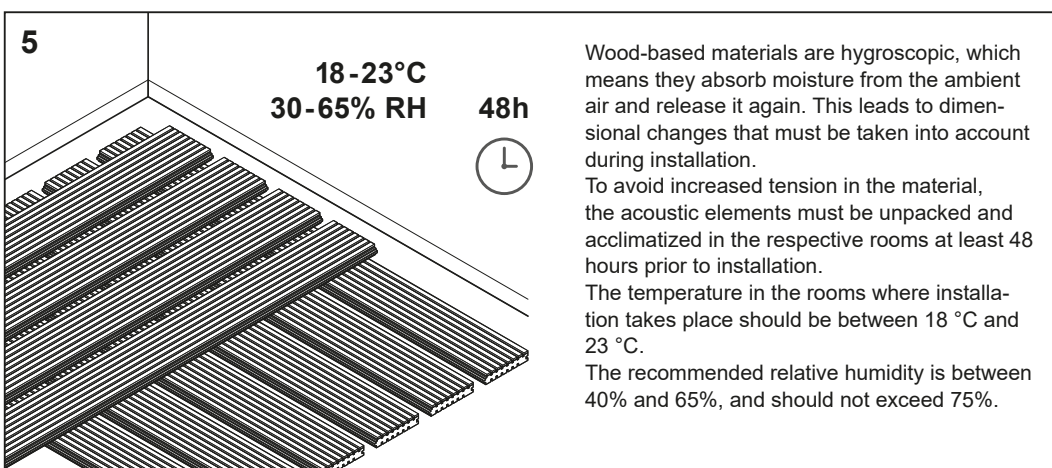 5
18-23°C
30-65% RH 48h
Wood-based materials are hygroscopic, which
means they absorb moisture from the ambient
air and release it again. This leads to dimen-
sional changes that must be taken into account
during installation.
To avoid increased tension in the material,
the acoustic elements must be unpacked and
acclimatized in the respective rooms at least 48
hours prior to installation.
The temperature in the rooms where installa-
tion takes place should be between 18 °C and
23 °C.
The recommended relative humidity is between
40% and 65%, and should not exceed 75%.